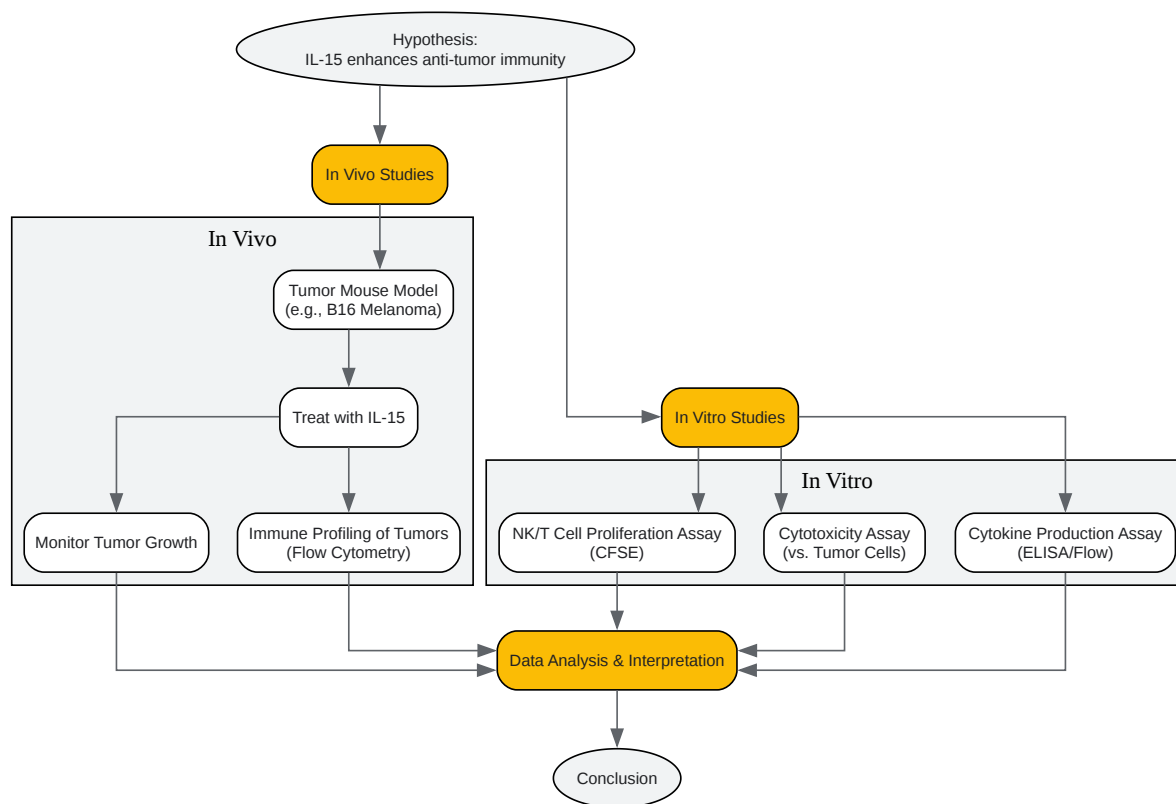 Hypothesis:
IL-15 enhances anti-tumor immunity
In Vivo Studies
In Vivo
Tumor Mouse Model
(e.g., B16 Melanoma)
Treat with IL-15
Monitor Tumor Growth
Immune Profiling of Tumors
(Flow Cytometry)
In Vitro Studies
In Vitro
NK/T Cell Proliferation Assay
(CFSE)
Cytotoxicity Assay
(vs. Tumor Cells)
Cytokine Production Assay
(ELISA/Flow)
Data Analysis & Interpretation
Conclusion